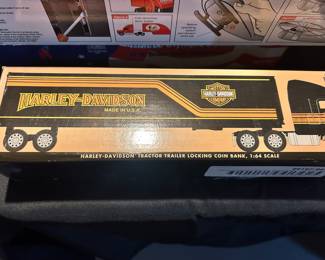 HARLEY-DAVIDSON
MADE IN U.S.A.
HARLEY-DAVIDSON
HARLEY-DAVIDSON TRACTOR TRAILER LOCKING COIN BANK, 1:64 SCALE